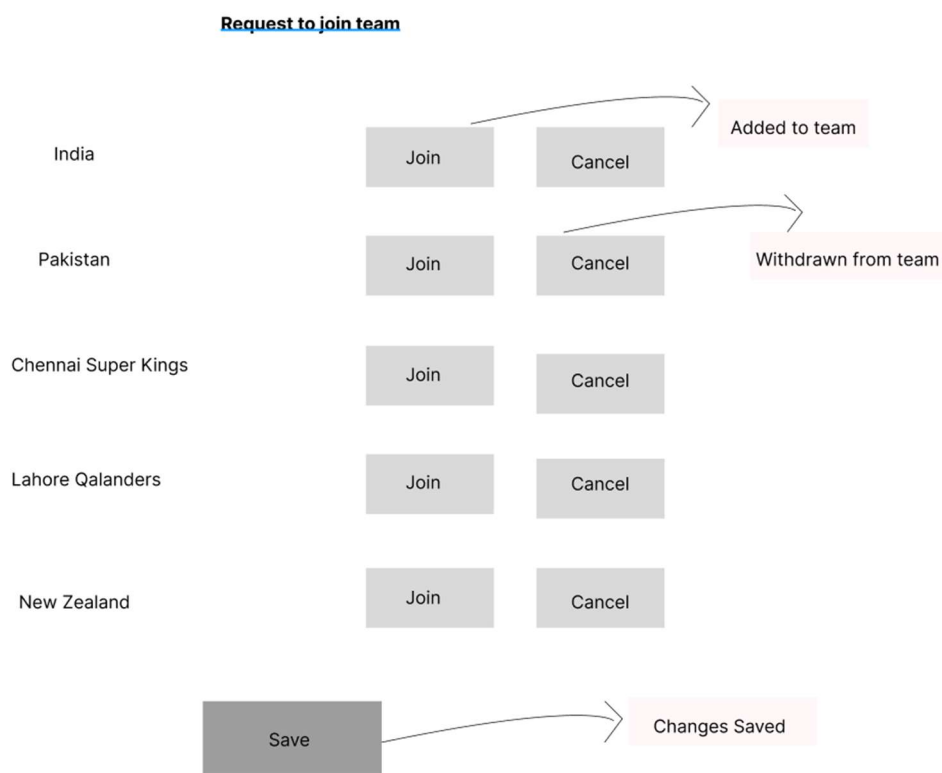 Request to join team
Added to team
India
Join
Cancel
Pakistan
Join
Cancel
Withdrawn from team
Chennai Super Kings
Join
Cancel
Lahore Qalanders
Join
Cancel
New Zealand
Join
Cancel
Save
Changes Saved